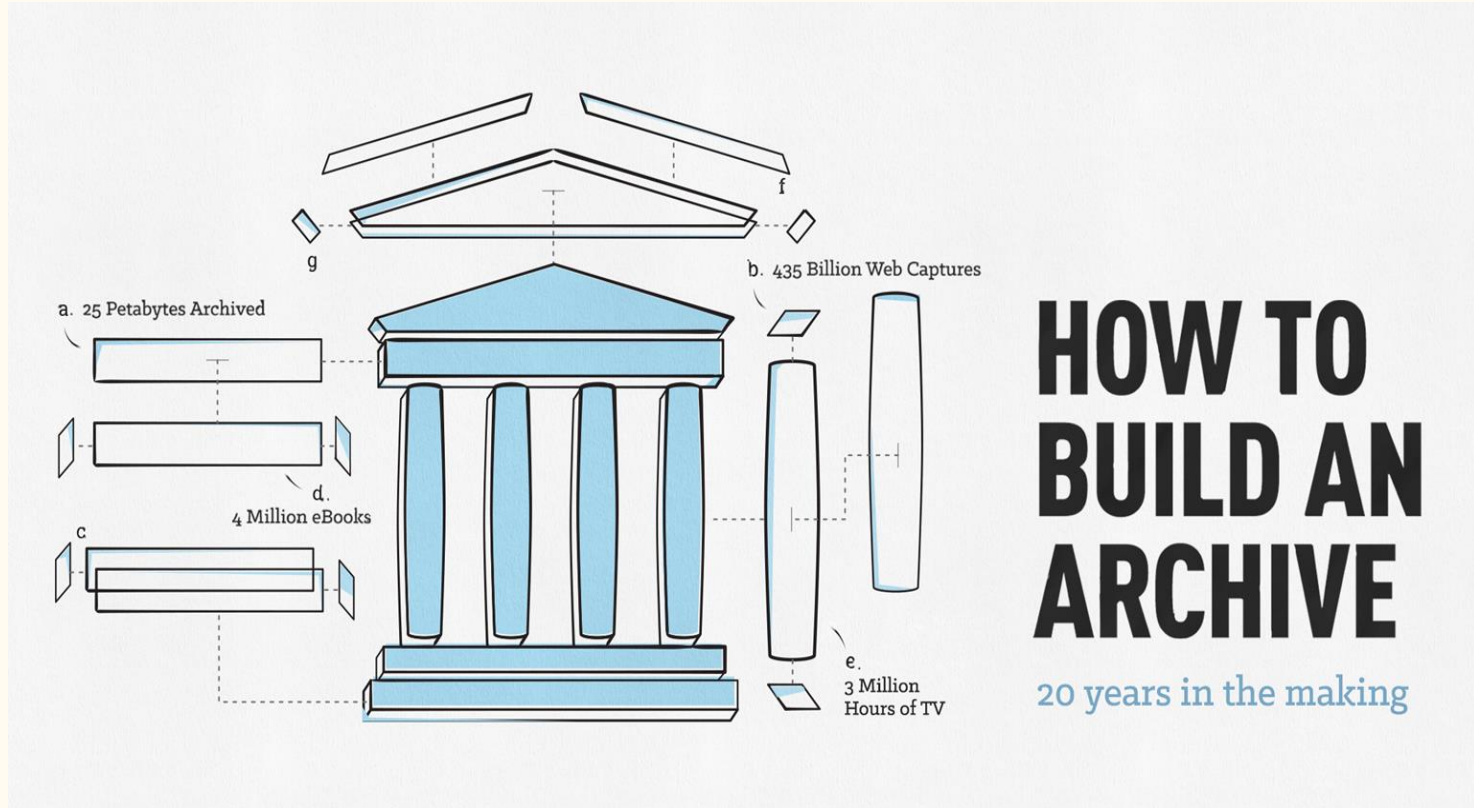 f
g
b. 435 Billion Web Captures
a. 25 Petabytes Archived
d.
4 Million eBooks
c
e.
3 Million
Hours of TV
HOW TO
BUILD AN
ARCHIVE
20 years in the making